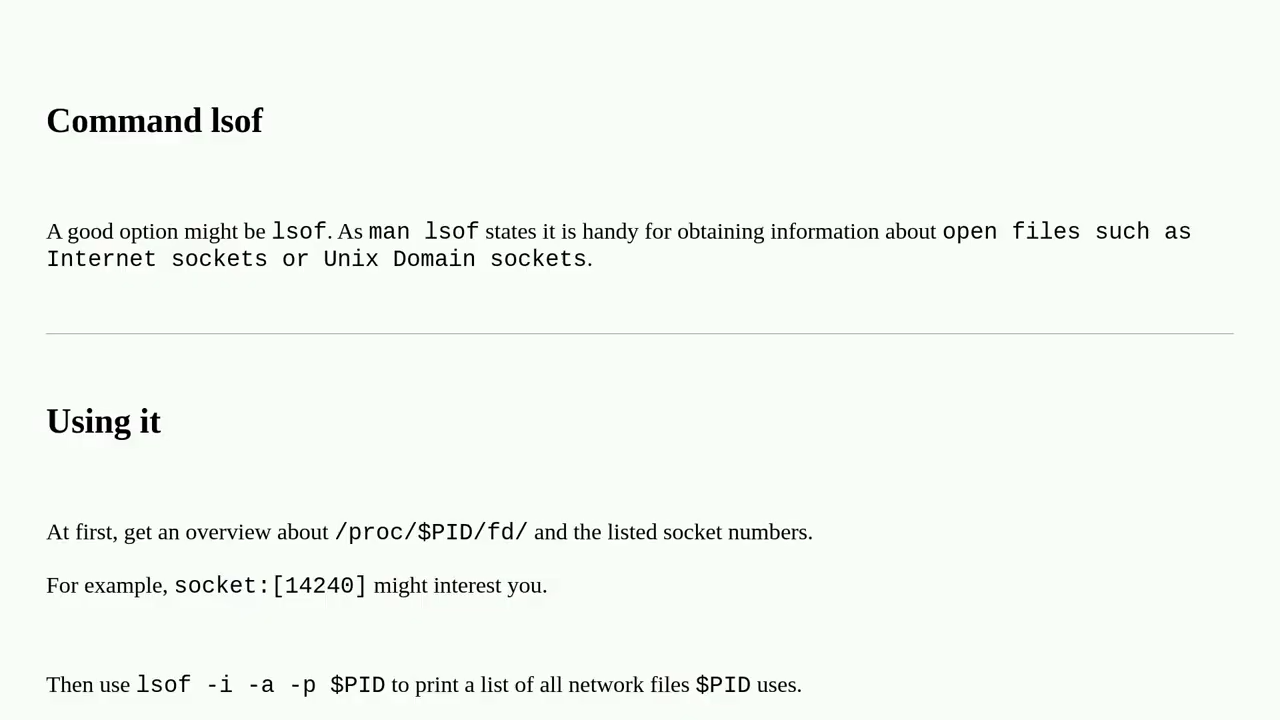 Command lsof
A good option might be lsof. As man lsof states it is handy for obtaining information about open files such as
Internet sockets or Unix Domain sockets.
Using it
At first, get an overview about /proc/$PID/fd/ and the listed socket numbers.
For example, socket:[14240] might interest you.
Then use lsof -i -a -p $PID to print a list of all network files $PID uses.